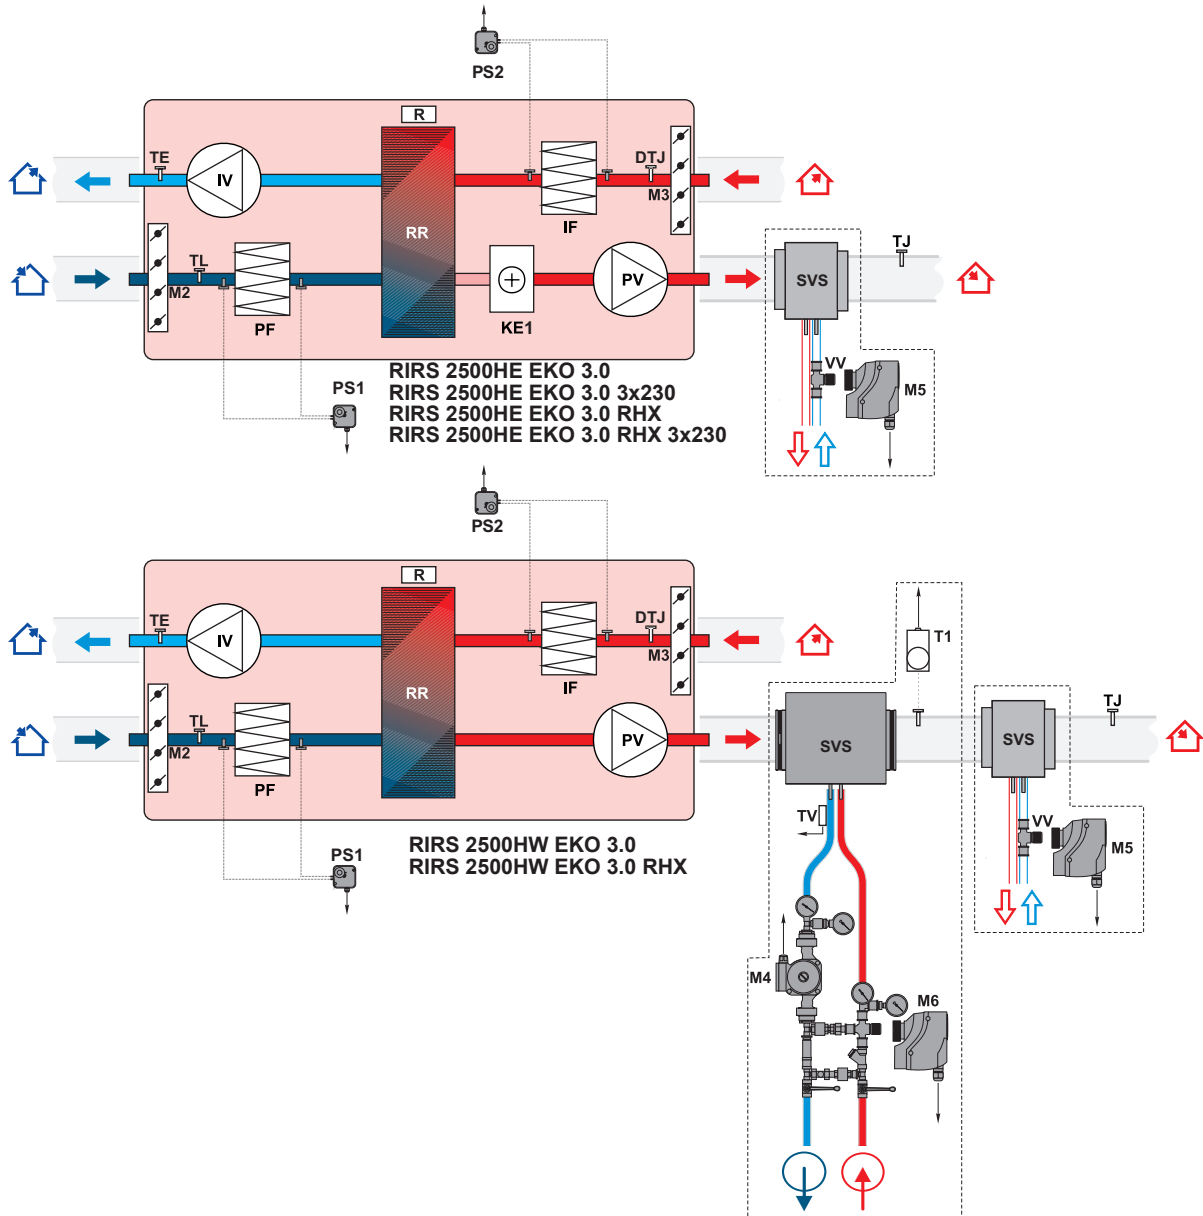 PS2
R
TE
IV
DTJ
M3
IF
RR
TL
M2
PF
KE1
PV
SVS
TJ
VV
M5
PS1
RIRS 2500HE EKO 3.0
RIRS 2500HE EKO 3.0 3x230
RIRS 2500HE EKO 3.0 RHX
RIRS 2500HE EKO 3.0 RHX 3x230
PS2
R
TE
IV
DTJ
M3
IF
RR
TL
M2
PF
PV
T1
SVS
SVS
TJ
TV
VV
M5
PS1
RIRS 2500HW EKO 3.0
RIRS 2500HW EKO 3.0 RHX
M4
M6